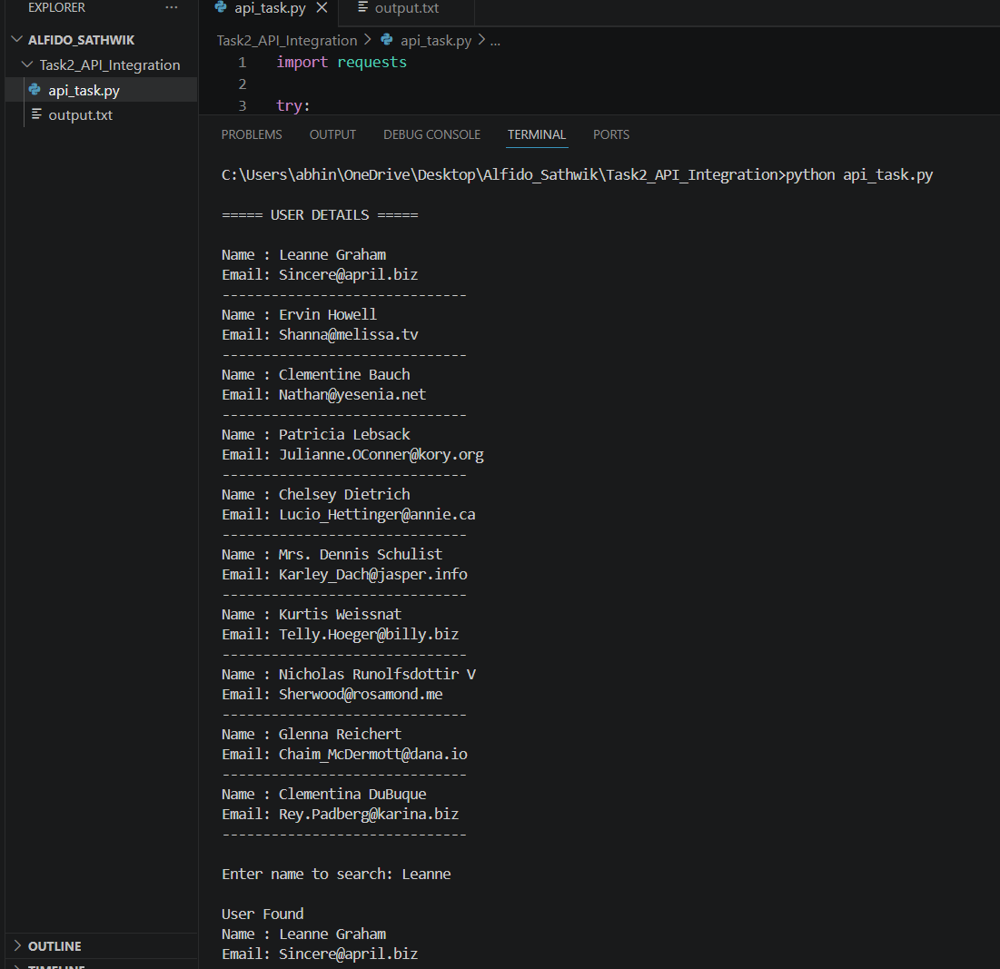 EXPLORER ...
ALFIDO_SATHWIK
Task2_API_Integration
api_task.py
output.txt
OUTLINE
TIMELINE
api_task.py output.txt
Task2_API_Integration > api_task.py > ...
1 import requests
2
3 try:
PROBLEMS OUTPUT DEBUG CONSOLE TERMINAL PORTS
C:\Users\abhin\OneDrive\Desktop\Alfido_Sathwik\Task2_API_Integration>python api_task.py
===== USER DETAILS =====
Name : Leanne Graham
Email: Sincere@april.biz
------------------------------
Name : Ervin Howell
Email: Shanna@melissa.tv
------------------------------
Name : Clementine Bauch
Email: Nathan@yesenia.net
------------------------------
Name : Patricia Lebsack
Email: Julianne.OConner@kory.org
------------------------------
Name : Chelsey Dietrich
Email: Lucio_Hettinger@annie.ca
------------------------------
Name : Mrs. Dennis Schulist
Email: Karley_Dach@jasper.info
------------------------------
Name : Kurtis Weissnat
Email: Telly.Hoeger@billy.biz
------------------------------
Name : Nicholas Runolfsdottir V
Email: Sherwood@rosamond.me
------------------------------
Name : Glenna Reichert
Email: Chaim_McDermott@dana.io
------------------------------
Name : Clementina DuBuque
Email: Rey.Padberg@karina.biz
------------------------------
Enter name to search: Leanne
User Found
Name : Leanne Graham
Email: Sincere@april.biz